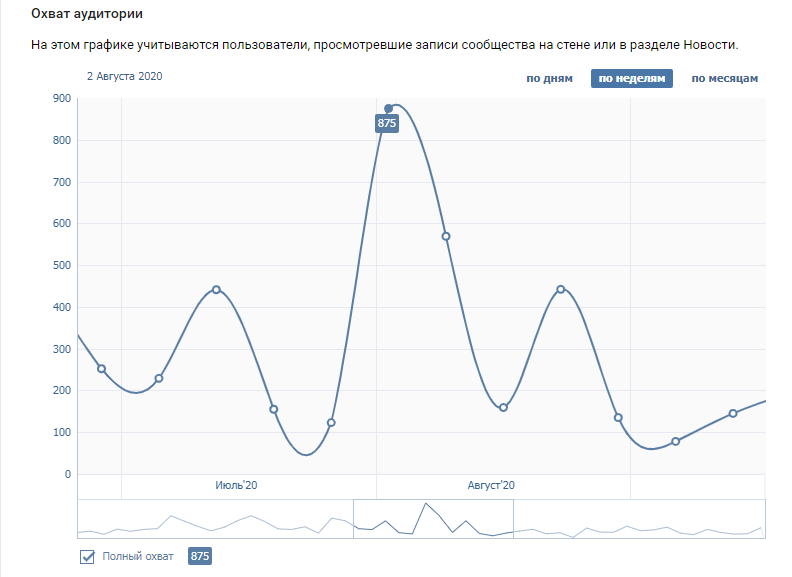 Охват аудитории
На этом графике учитываются пользователи, просмотревшие записи сообщества на стене или в разделе Новости.
2 Августа 2020
по дням по неделям по месяцам
900
875
800
700
600
500
400
300
200
100
0
Июль'20 Август'20
Полный охват 875